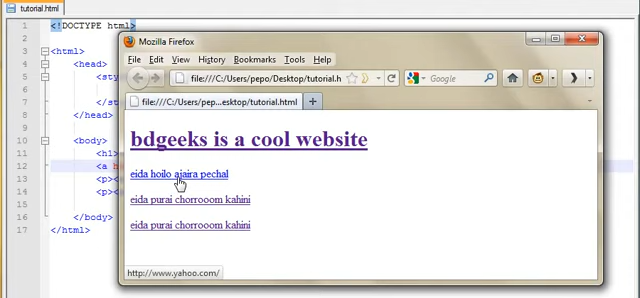 tutorial.html
1 <!DOCTYPE html>
2
3 <html>
4 <head>
5 <sty
6
7 </st
8 </head>
9
10 <body>
11 <h1>
12 <a h
13 <p><
14 <p><
15
16 </body>
17 </html>
Mozilla Firefox
File Edit View History Bookmarks Tools Help
file:///C:/Users/pepo/Desktop/tutorial.h
Google
file:///C:/Users/pep...esktop/tutorial.html
bdgeeks is a cool website
eida hoilo ajaira pechal
eida purai chorrooom kahini
eida purai chorrooom kahini
http://www.yahoo.com/